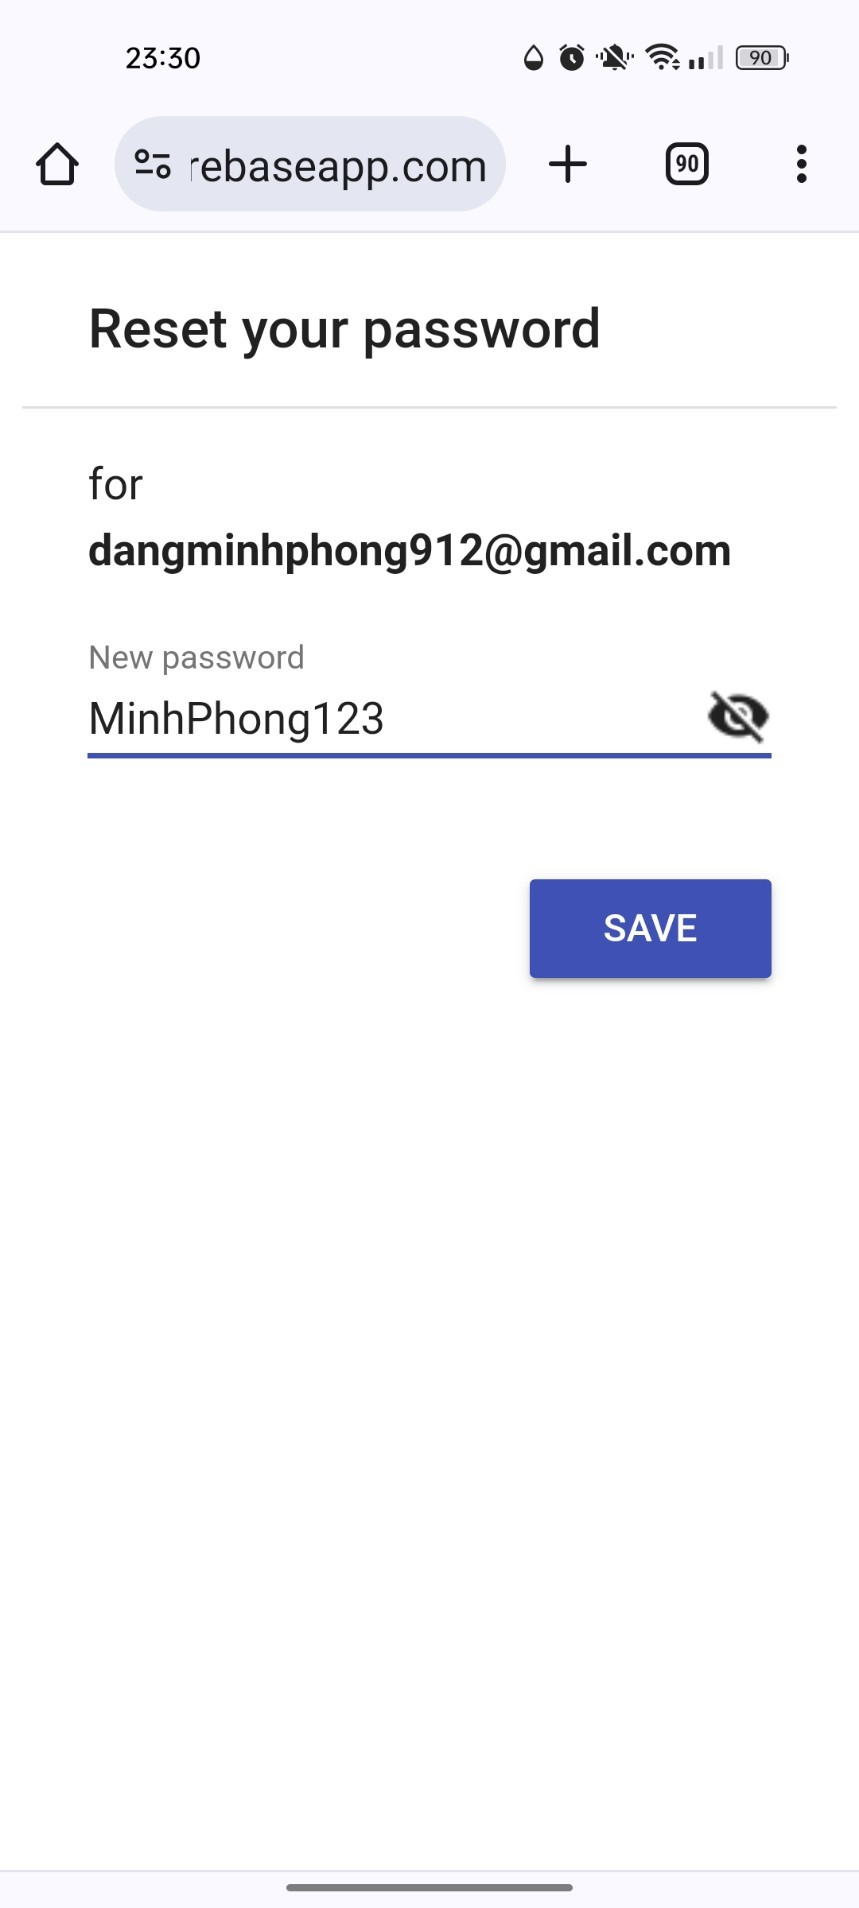 23:30
90
rebaseapp.com
90
Reset your password
for
dangminhphong912@gmail.com
New password
MinhPhong123
SAVE